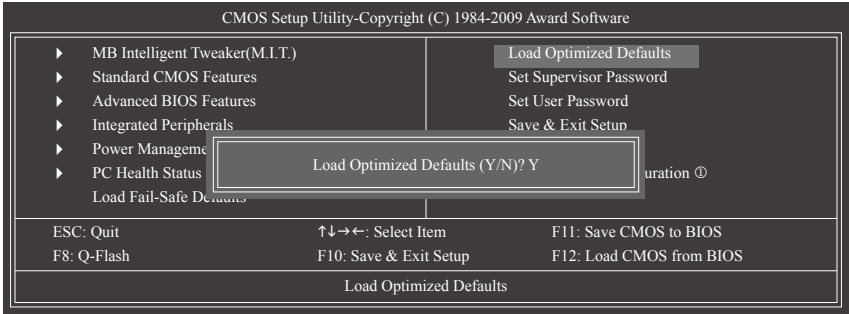 CMOS Setup Utility-Copyright (C) 1984-2009 Award Software
MB Intelligent Tweaker(M.I.T.)
Standard CMOS Features
Advanced BIOS Features
Integrated Peripherals
Power Manageme
PC Health Status
Load Fail-Safe Defaults
Load Optimized Defaults
Set Supervisor Password
Set User Password
Save & Exit Setup
uration ①
Load Optimized Defaults (Y/N)? Y
ESC: Quit ↑↓→←: Select Item F11: Save CMOS to BIOS
F8: Q-Flash F10: Save & Exit Setup F12: Load CMOS from BIOS
Load Optimized Defaults